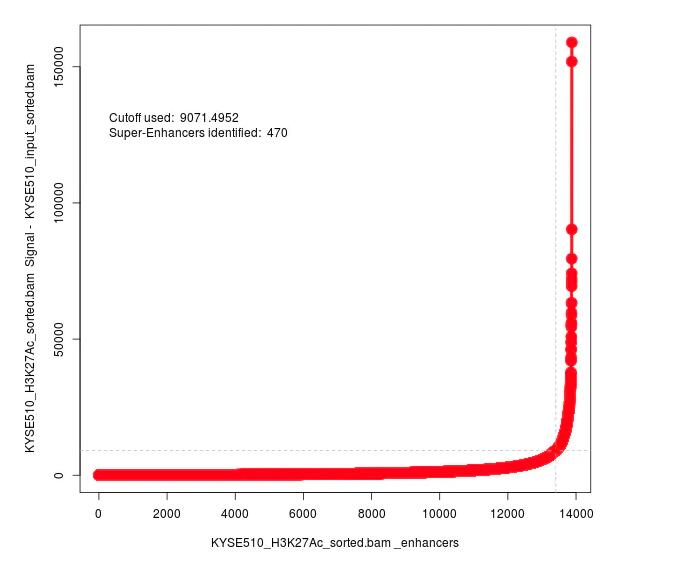 Cutoff used: 9071.4952
Super-Enhancers identified: 470
KYSE510_H3K27Ac_sorted.bam Signal - KYSE510_input_sorted.bam
150000
100000
50000
0
0 2000 4000 6000 8000 10000 12000 14000
KYSE510_H3K27Ac_sorted.bam _enhancers